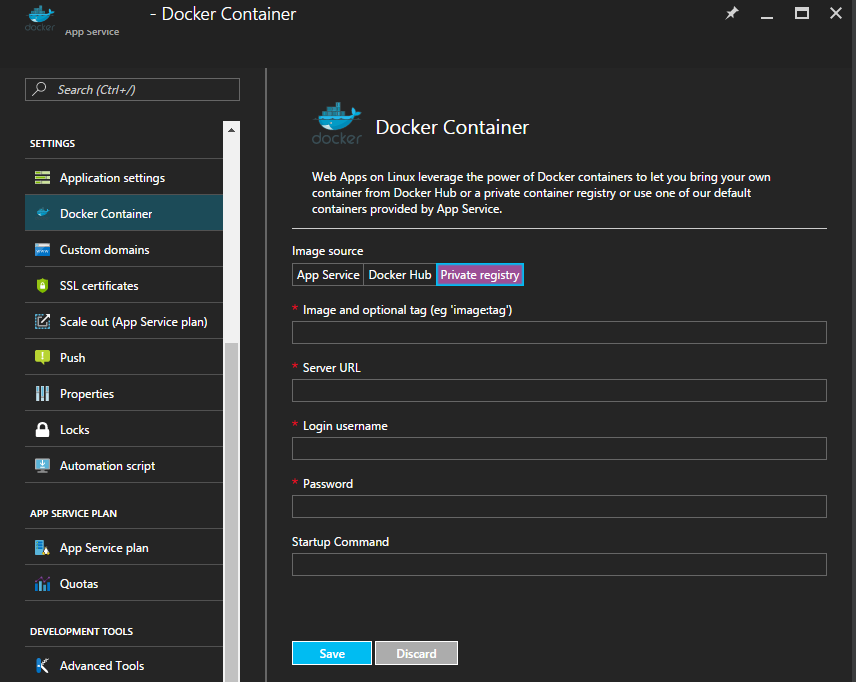 - Docker Container
docker
App Service
Search (Ctrl+/)
SETTINGS
Application settings
Docker Container
Custom domains
SSL certificates
Scale out (App Service plan)
Push
Properties
Locks
Automation script
APP SERVICE PLAN
App Service plan
Quotas
DEVELOPMENT TOOLS
Advanced Tools
docker
Docker Container
Web Apps on Linux leverage the power of Docker containers to let you bring your own
container from Docker Hub or a private container registry or use one of our default
containers provided by App Service.
Image source
App Service Docker Hub Private registry
* Image and optional tag (eg 'image:tag')
* Server URL
* Login username
* Password
Startup Command
Save Discard